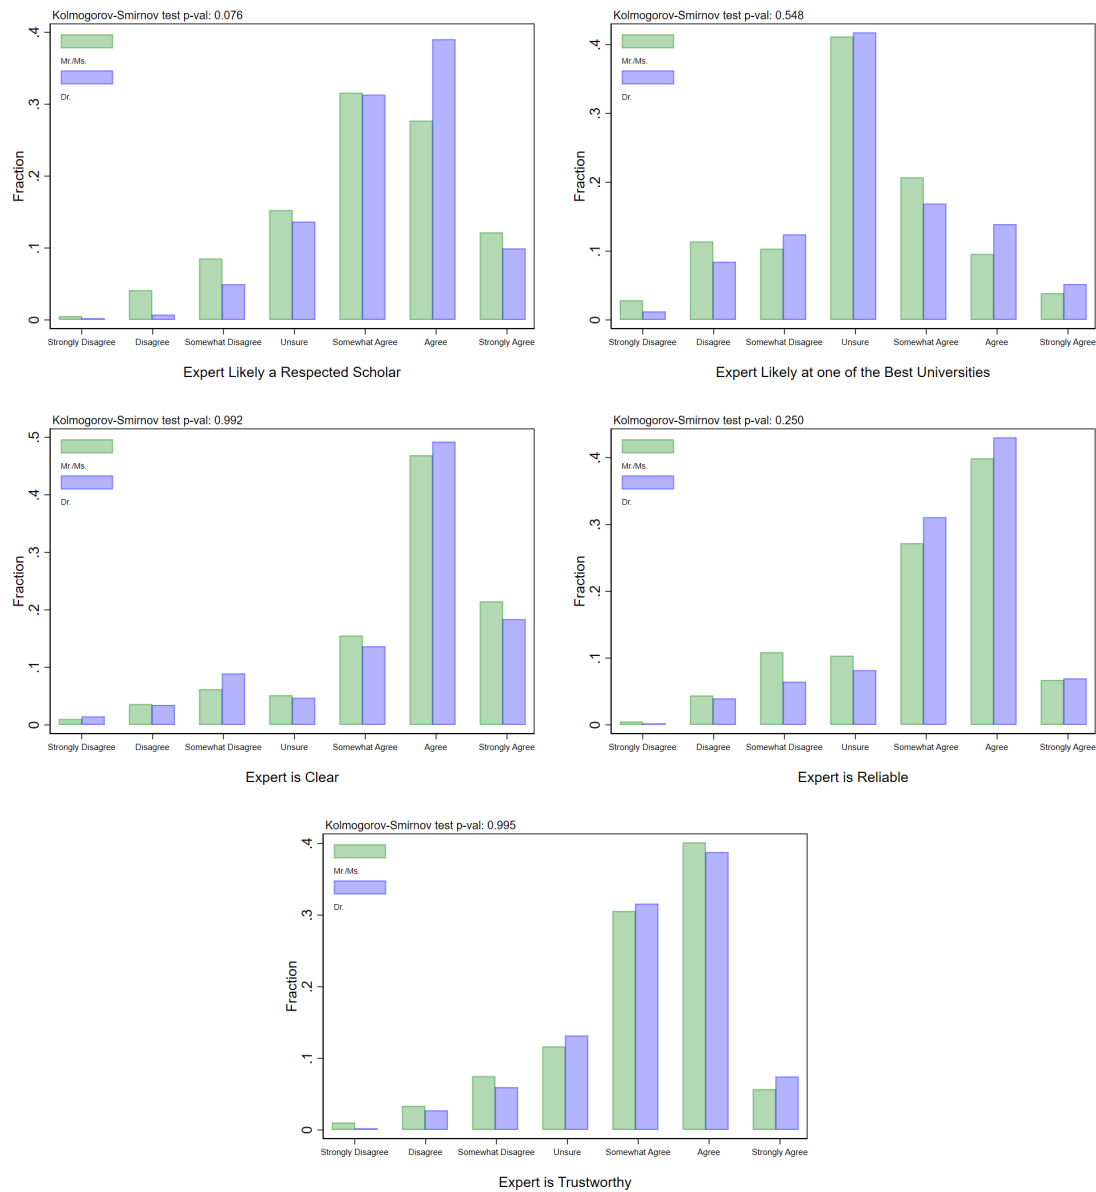 Kolmogorov-Smirnov test p-val: 0.076
.4
.3
.2
.1
0
Fraction
Mr./Ms.
Dr.
Strongly Disagree Disagree Somewhat Disagree Unsure Somewhat Agree Agree Strongly Agree
Expert Likely a Respected Scholar
Kolmogorov-Smirnov test p-val: 0.548
.4
.3
.2
.1
0
Fraction
Mr./Ms.
Dr.
Strongly Disagree Disagree Somewhat Disagree Unsure Somewhat Agree Agree Strongly Agree
Expert Likely at one of the Best Universities
Kolmogorov-Smirnov test p-val: 0.992
.5
.4
.3
.2
.1
0
Fraction
Mr./Ms.
Dr.
Strongly Disagree Disagree Somewhat Disagree Unsure Somewhat Agree Agree Strongly Agree
Expert is Clear
Kolmogorov-Smirnov test p-val: 0.250
.4
.3
.2
.1
0
Fraction
Mr./Ms.
Dr.
Strongly Disagree Disagree Somewhat Disagree Unsure Somewhat Agree Agree Strongly Agree
Expert is Reliable
Kolmogorov-Smirnov test p-val: 0.995
.4
.3
.2
.1
0
Fraction
Mr./Ms.
Dr.
Strongly Disagree Disagree Somewhat Disagree Unsure Somewhat Agree Agree Strongly Agree
Expert is Trustworthy